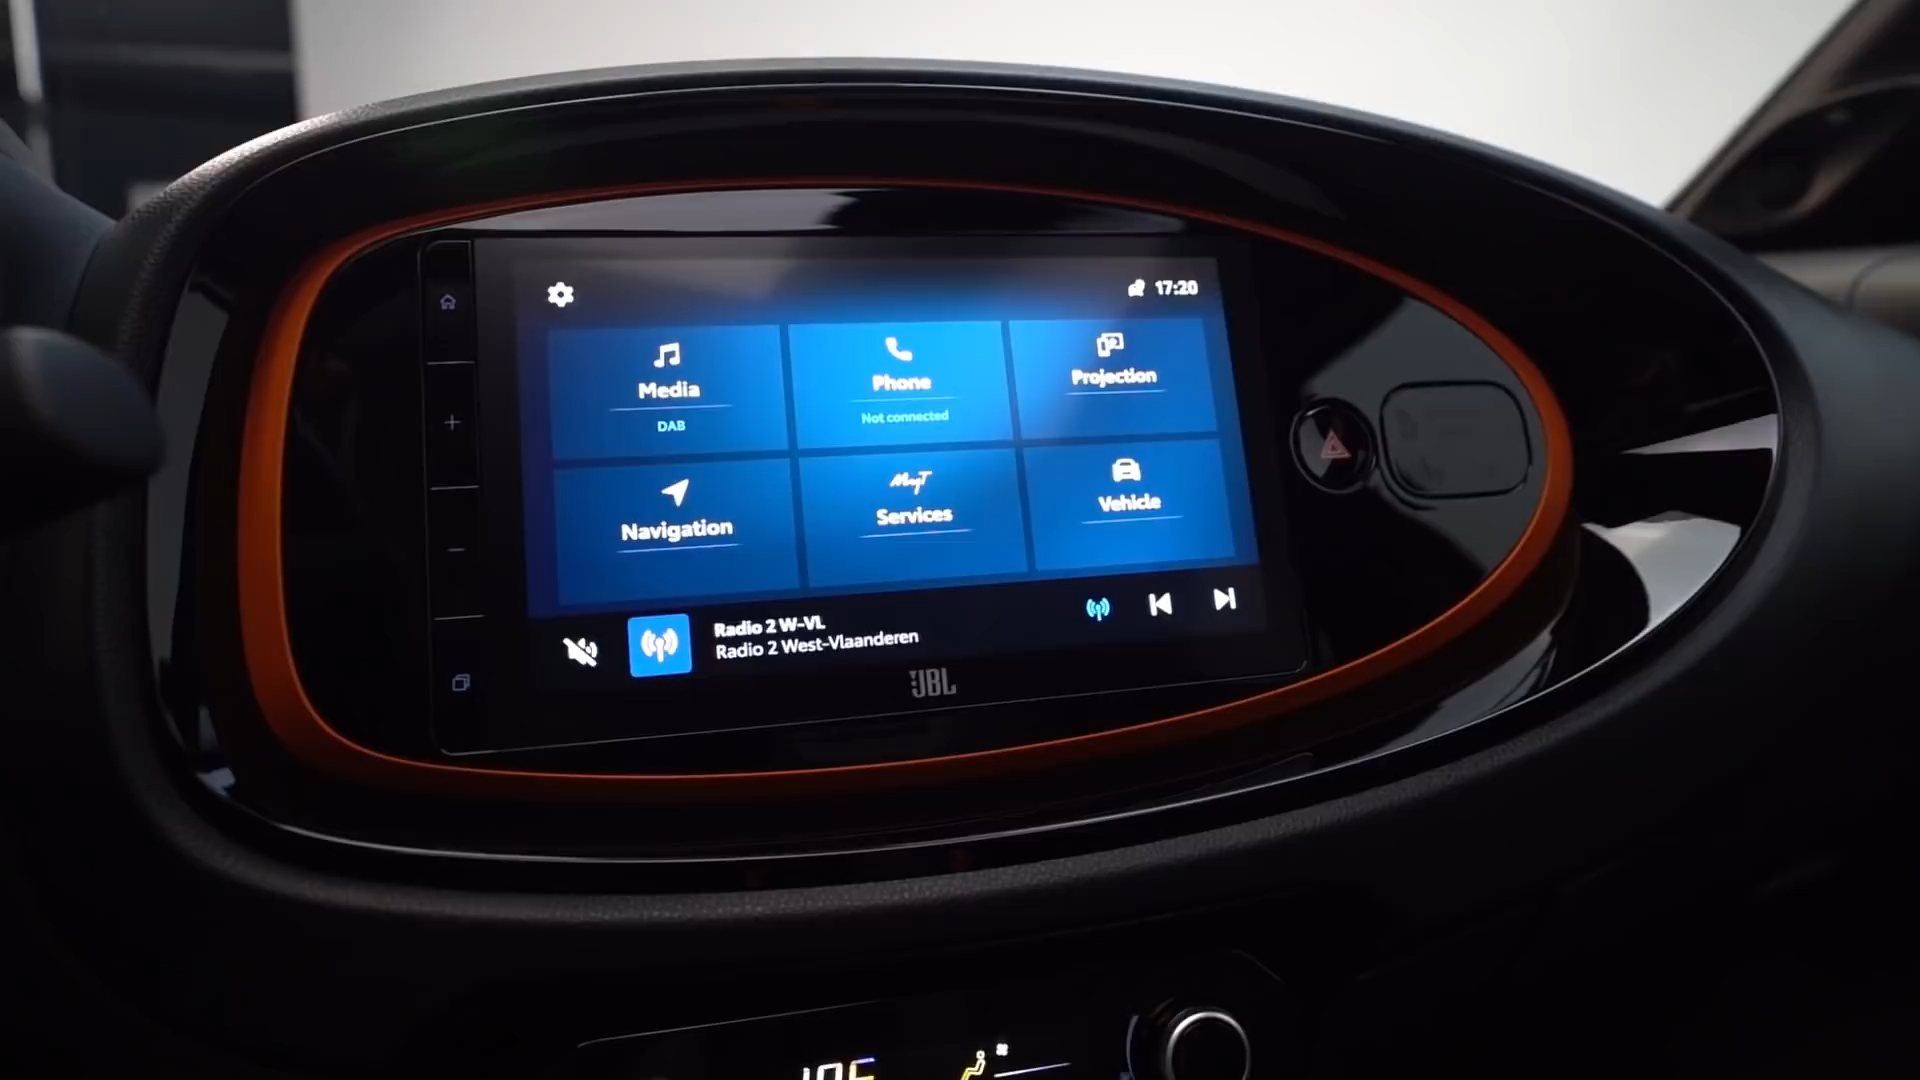 17:20
Media
DAB
Phone
Not connected
Projection
Navigation
MyT
Services
Vehicle
Radio 2 W-VL
Radio 2 West-Vlaanderen
JBL